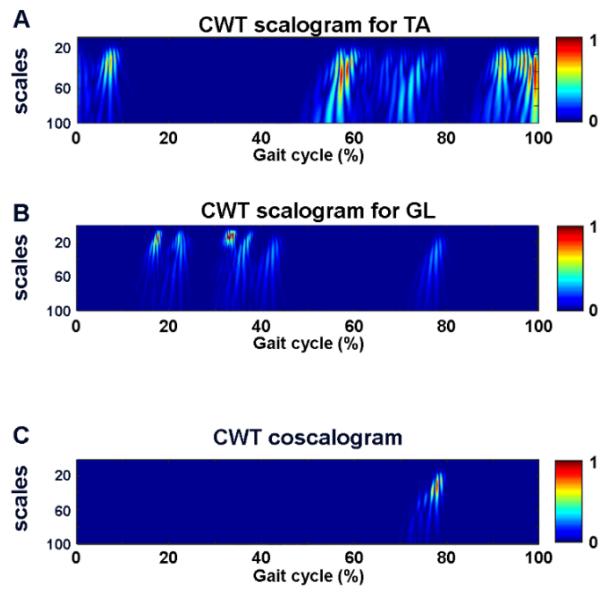 A
CWT scalogram for TA
scales
20
60
100
0 20 40 60 80 100
Gait cycle (%)
1
0
B
CWT scalogram for GL
scales
20
60
100
0 20 40 60 80 100
Gait cycle (%)
1
0
C
CWT coscalogram
scales
20
60
100
0 20 40 60 80 100
Gait cycle (%)
1
0